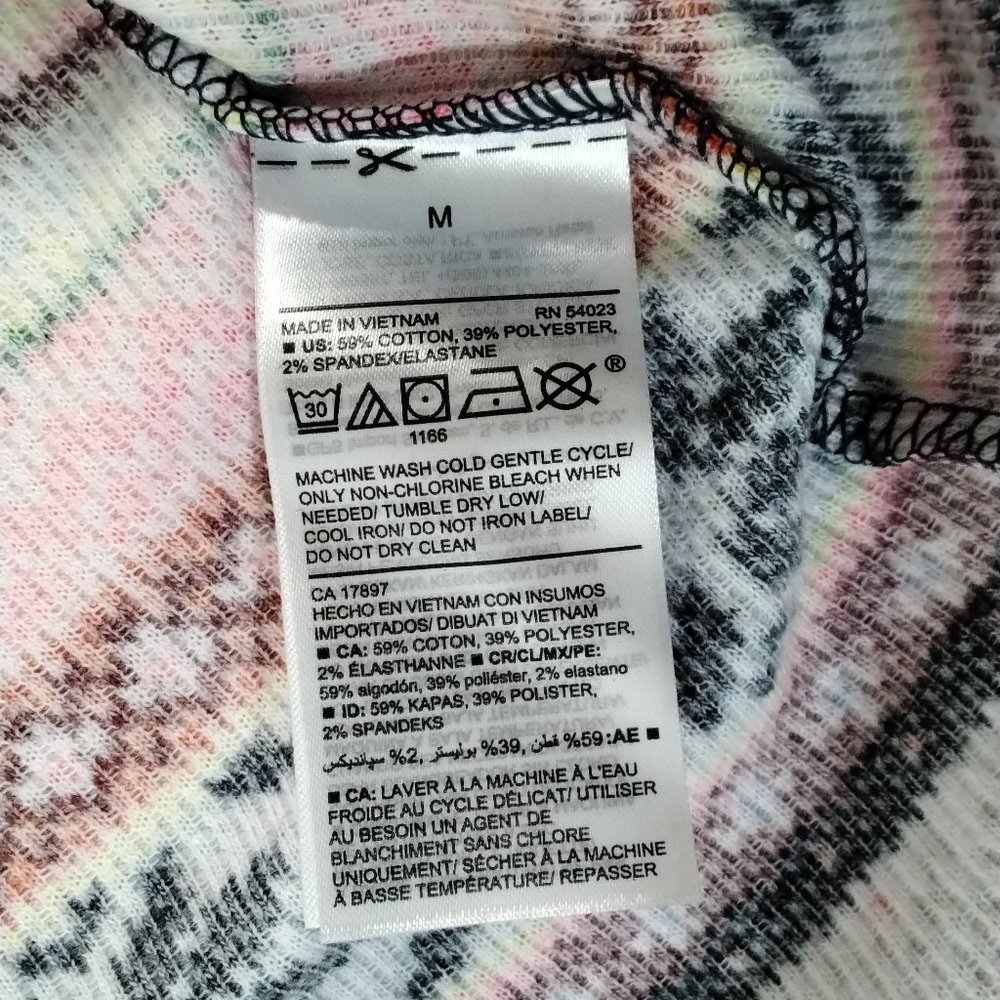 M
MADE IN VIETNAM RN 54023
■ US: 59% COTTON, 39% POLYESTER,
2% SPANDEX/ELASTANE
30 ®
1166
MACHINE WASH COLD GENTLE CYCLE/
ONLY NON-CHLORINE BLEACH WHEN
NEEDED/ TUMBLE DRY LOW/
COOL IRON/ DO NOT IRON LABEL/
DO NOT DRY CLEAN
CA 17897
HECHO EN VIETNAM CON INSUMOS
IMPORTADOS/ DIBUAT DI VIETNAM
■ CA: 59% COTON, 39% POLYESTER,
2% ÉLASTHANNE ■ CR/CL/MX/PE:
59% algodón, 39% poliéster, 2% elastano
■ ID: 59% KAPAS, 39% POLISTER,
2% SPANDEKS
■ AE: 59% قطن, 39% بوليستر, 2% سباندیکس
■ CA: LAVER À LA MACHINE À L'EAU
FROIDE AU CYCLE DÉLICAT/ UTILISER
AU BESOIN UN AGENT DE
BLANCHIMENT SANS CHLORE
UNIQUEMENT/ SÉCHER À LA MACHINE
À BASSE TEMPÉRATURE/ REPASSER